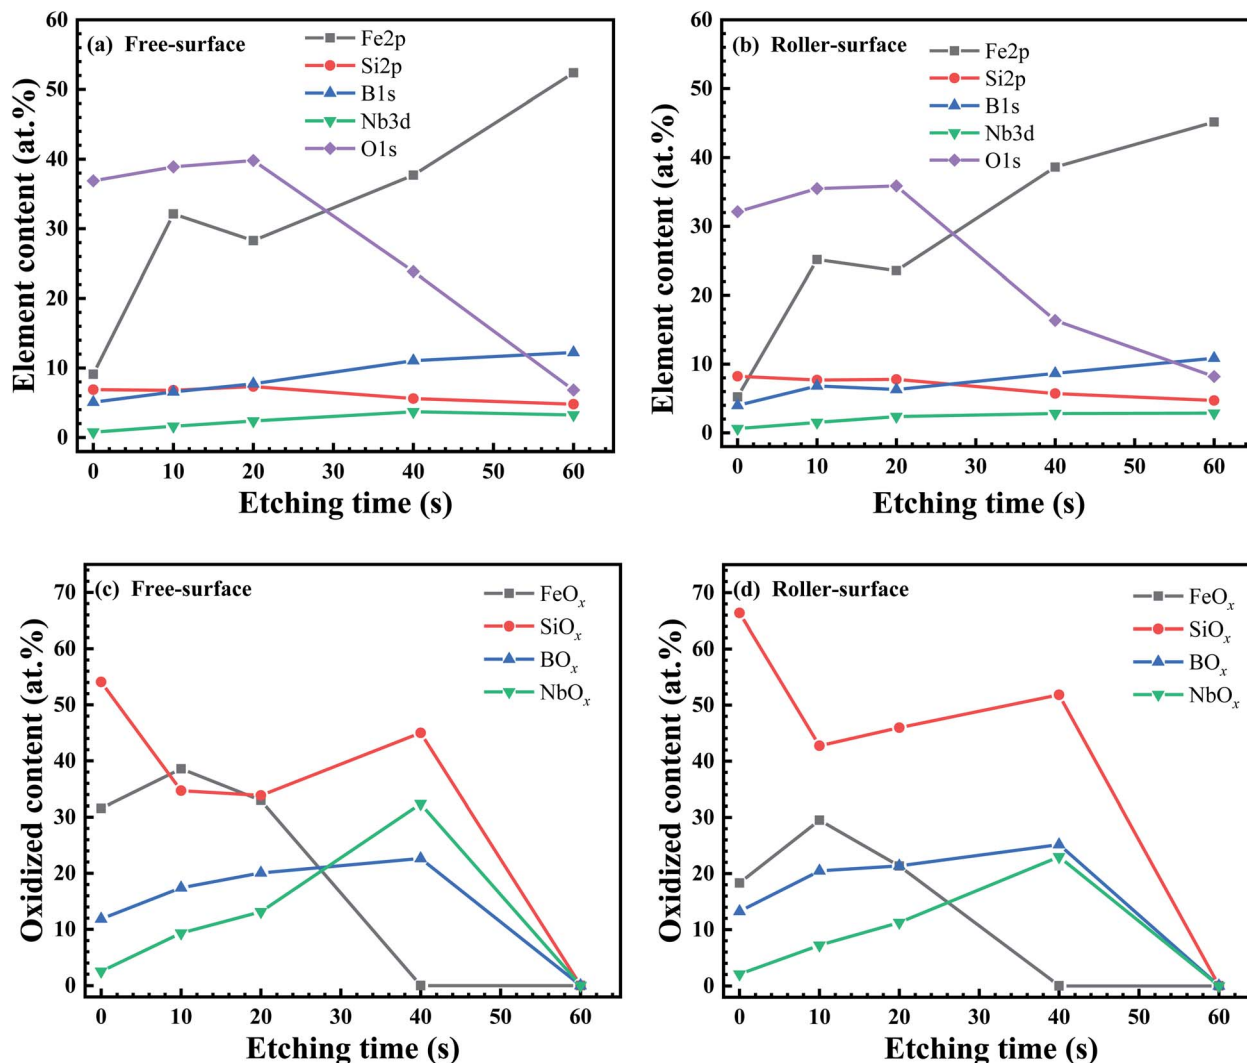 (a) Free-surface
Fe2p
Si2p
B1s
Nb3d
O1s
Element content (at.%)
60
50
40
30
20
10
0
0 10 20 30 40 50 60
Etching time (s)
(b) Roller-surface
Fe2p
Si2p
B1s
Nb3d
O1s
Element content (at.%)
60
50
40
30
20
10
0
0 10 20 30 40 50 60
Etching time (s)
(c) Free-surface
FeOx
SiOx
BOx
NbOx
Oxidized content (at.%)
70
60
50
40
30
20
10
0
0 10 20 30 40 50 60
Etching time (s)
(d) Roller-surface
FeOx
SiOx
BOx
NbOx
Oxidized content (at.%)
70
60
50
40
30
20
10
0
0 10 20 30 40 50 60
Etching time (s)